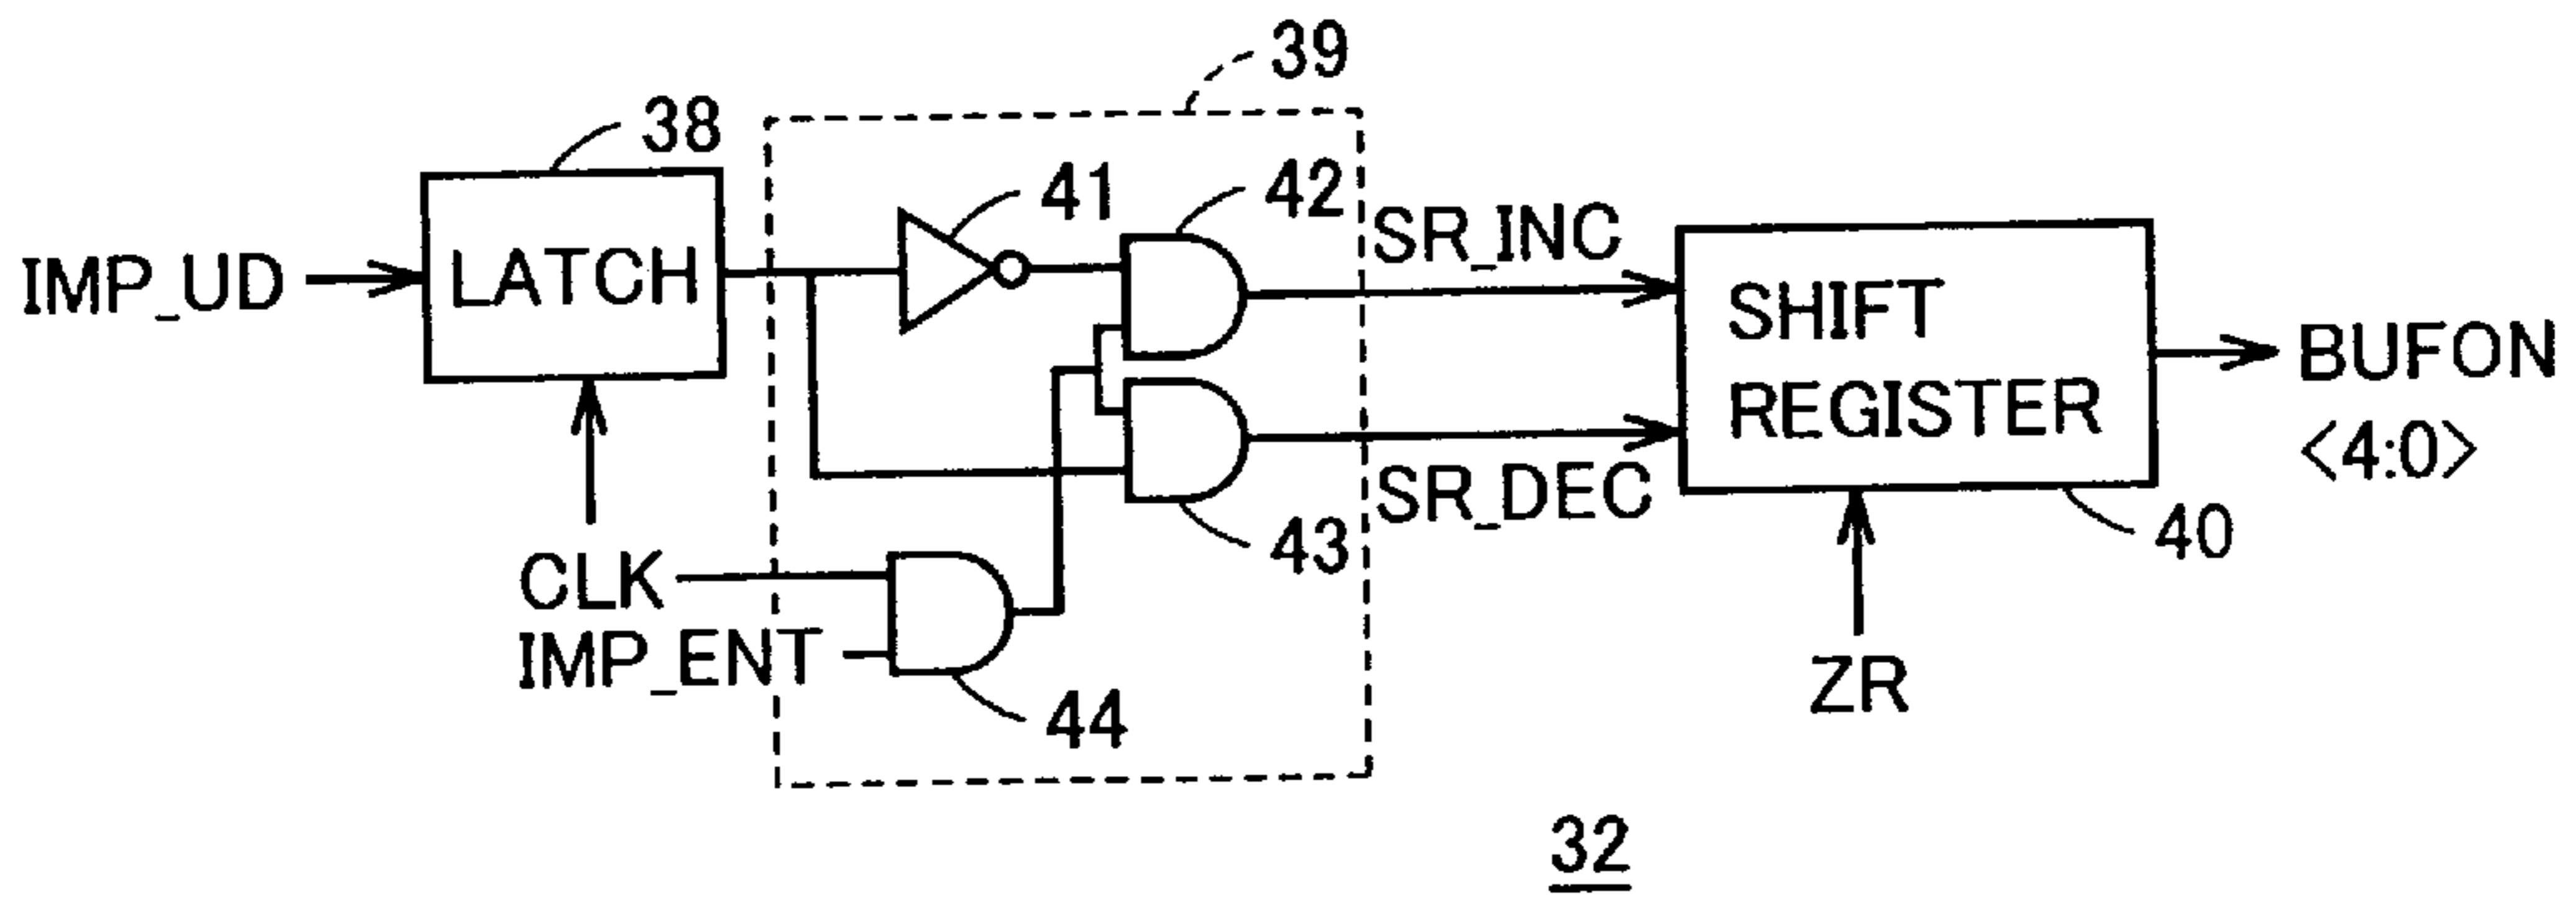 39
38
41
42
SR_INC
IMP_UD
LATCH
SHIFT
REGISTER
BUFON
<4:0>
SR_DEC
43
40
CLK
IMP_ENT
44
ZR
32